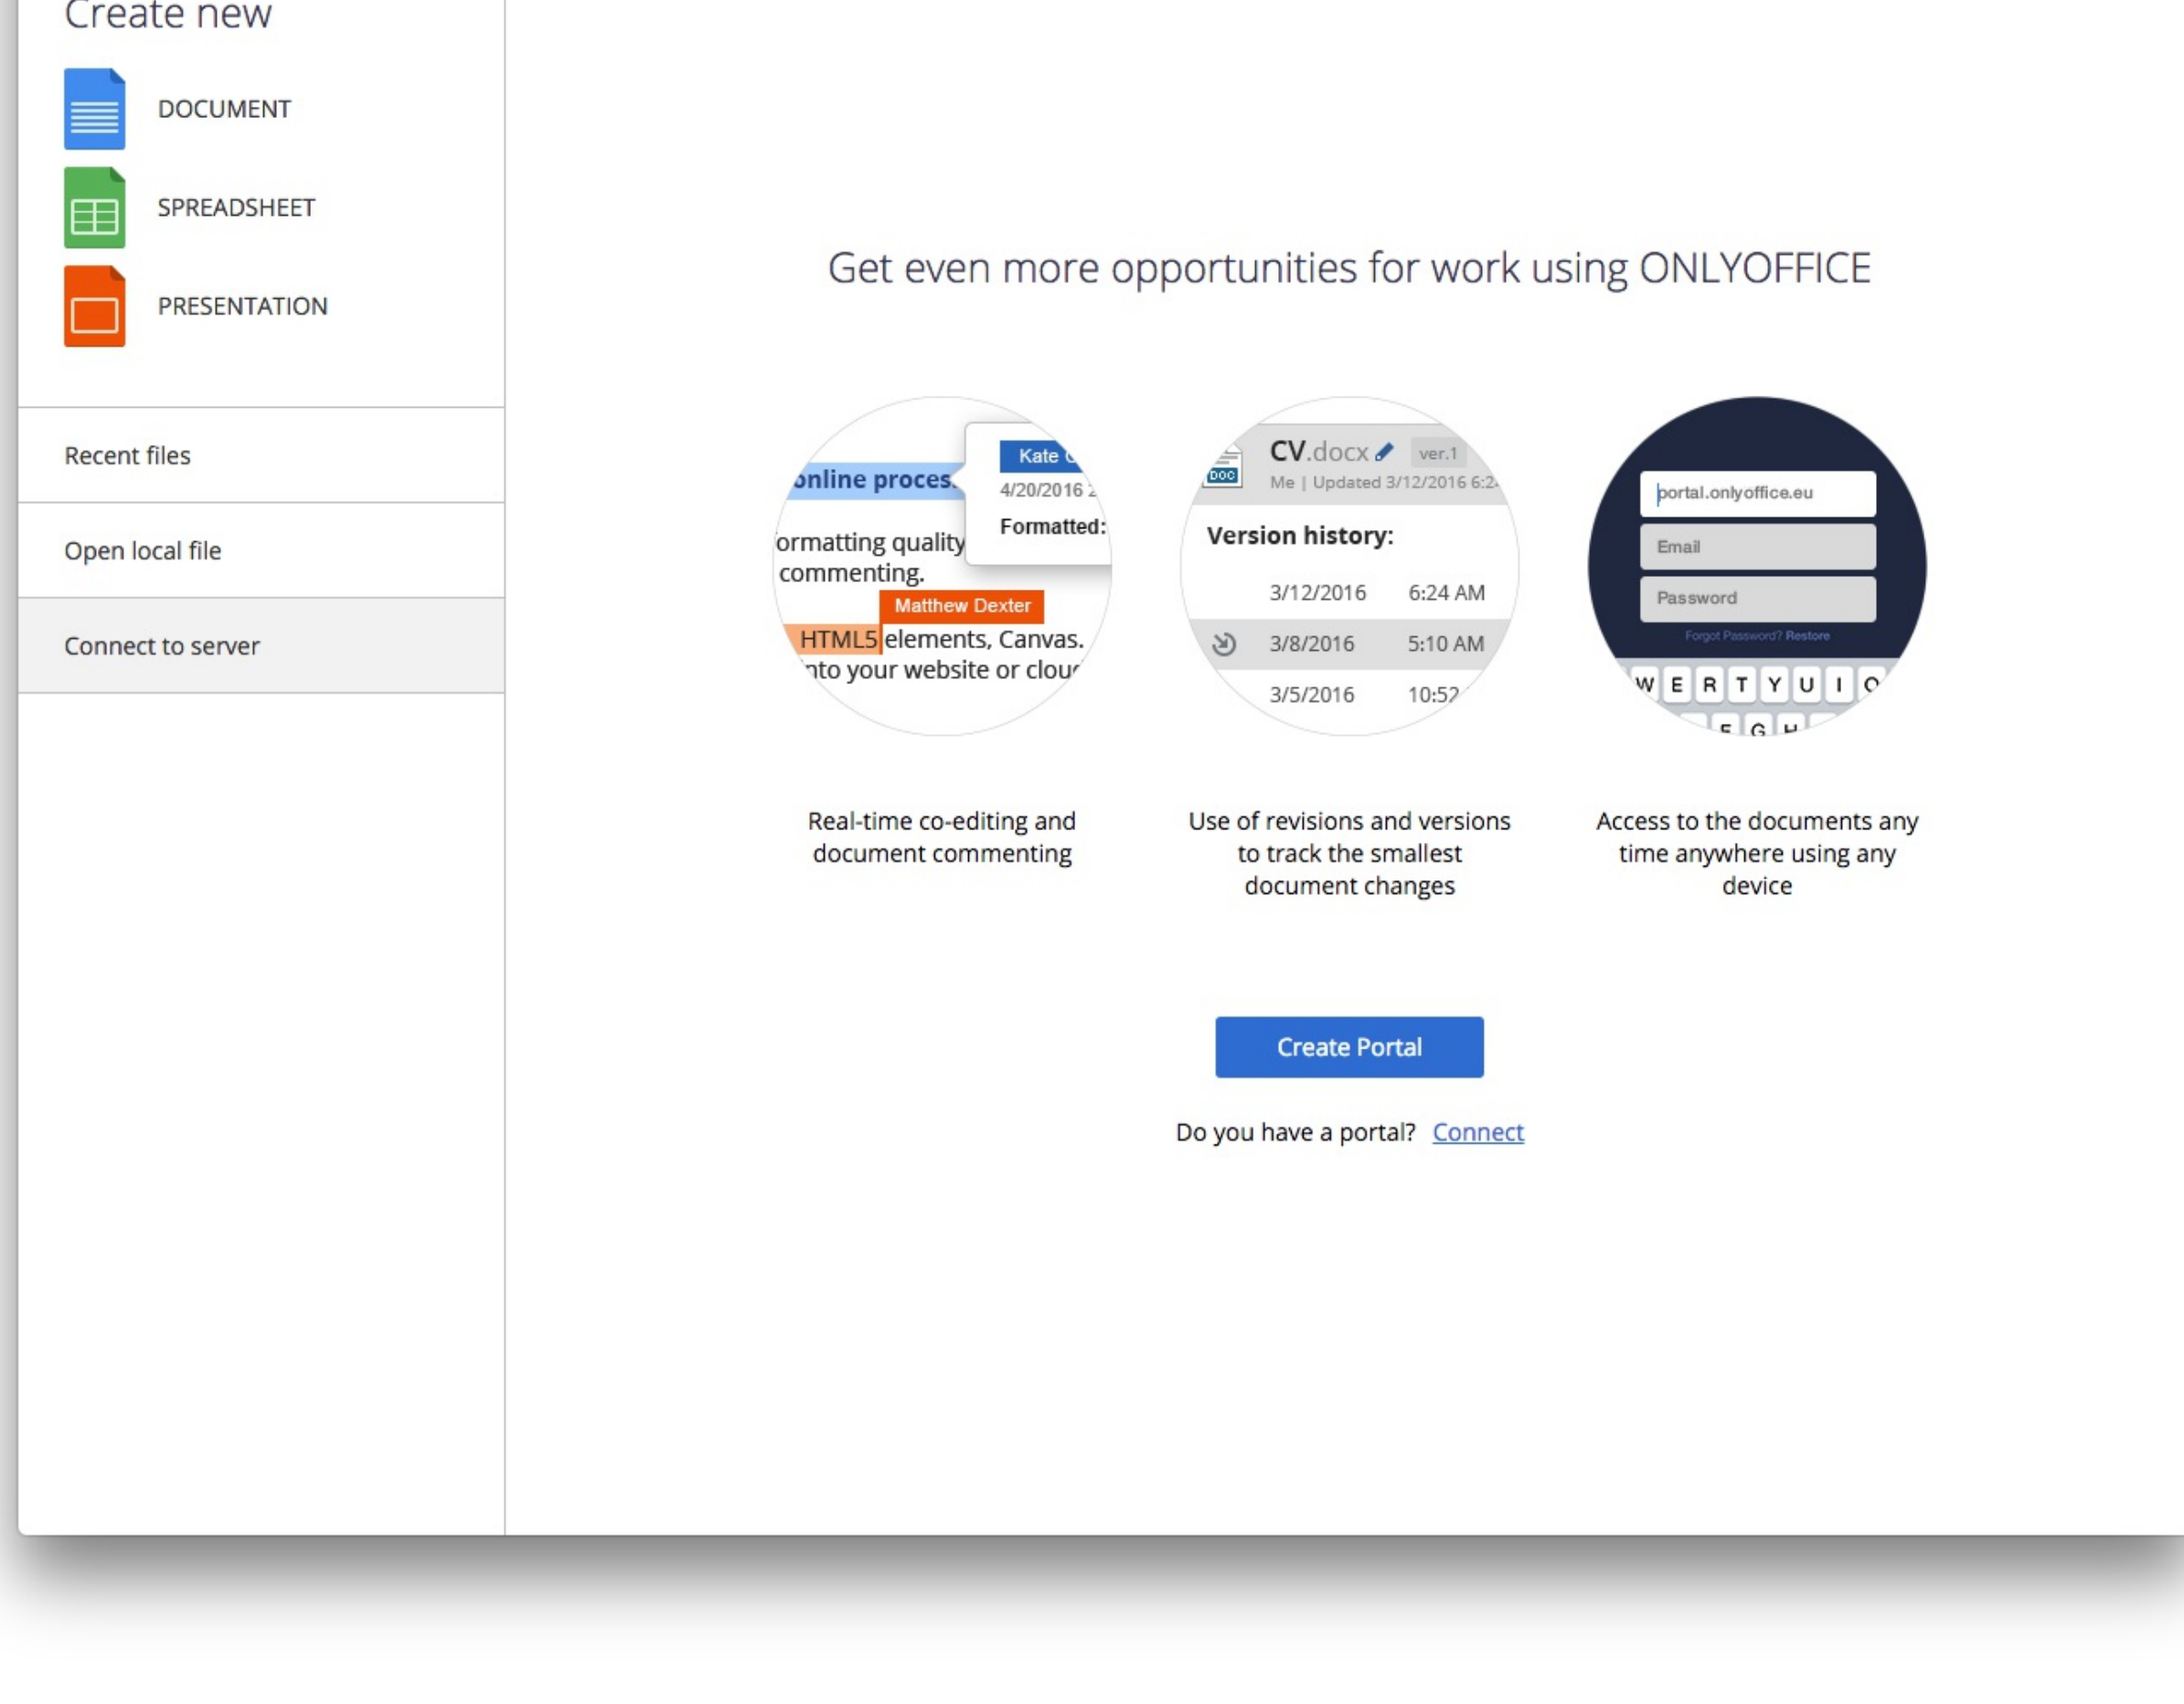 Create new
DOCUMENT
SPREADSHEET
PRESENTATION
Recent files
Open local file
Connect to server
Get even more opportunities for work using ONLYOFFICE
online proces
Kate
4/20/2016
Formatted:
ormatting quality
commenting.
Matthew Dexter
HTML5 elements, Canvas.
nto your website or clou
CV.docx ver.1
DOC
Me | Updated 3/12/2016 6:2
Version history:
3/12/2016 6:24 AM
3/8/2016 5:10 AM
3/5/2016 10:52
portal.onlyoffice.eu
Email
Password
Forgot Password? Restore
W E R T Y U I O
F G H
Real-time co-editing and
document commenting
Use of revisions and versions
to track the smallest
document changes
Access to the documents any
time anywhere using any
device
Create Portal
Do you have a portal? Connect